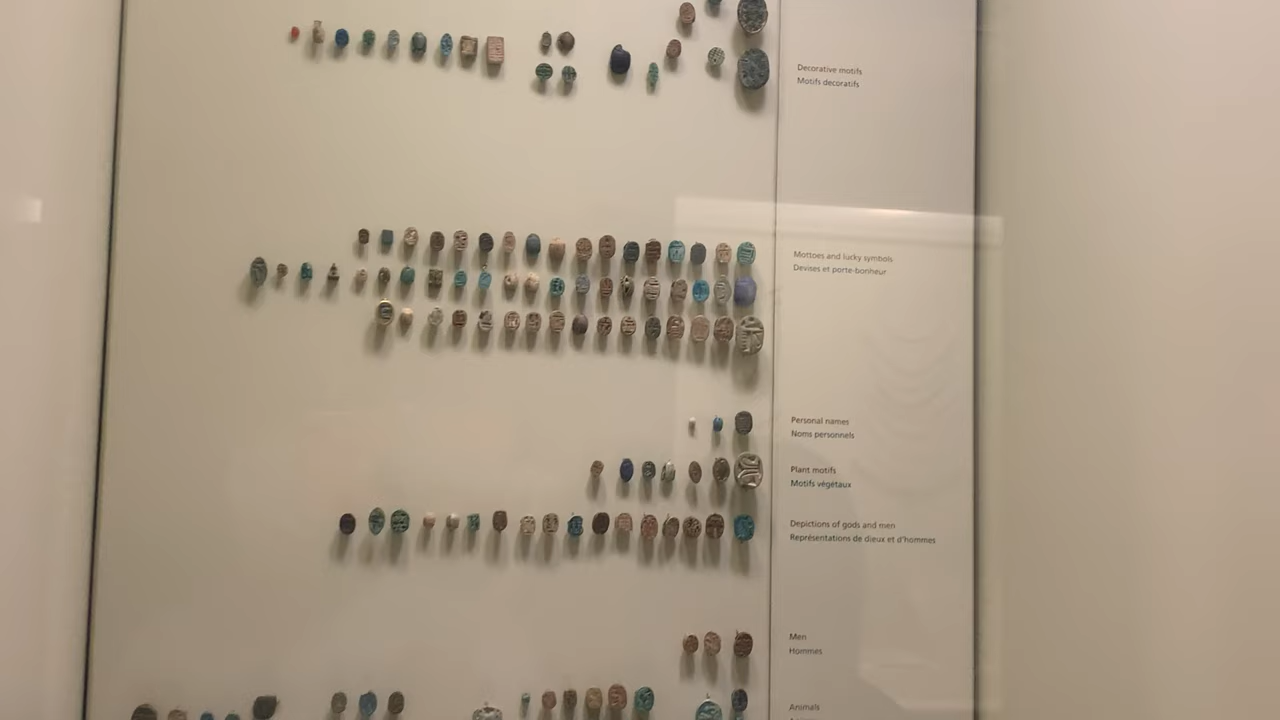 Decorative motifs
Motifs decoratifs
Mottoes and lucky symbols
Devises et porte-bonheur
Personal names
Noms personnels
Plant motifs
Motifs végétaux
Depictions of gods and men
Représentations de dieux et d'hommes
Men
Hommes
Animals